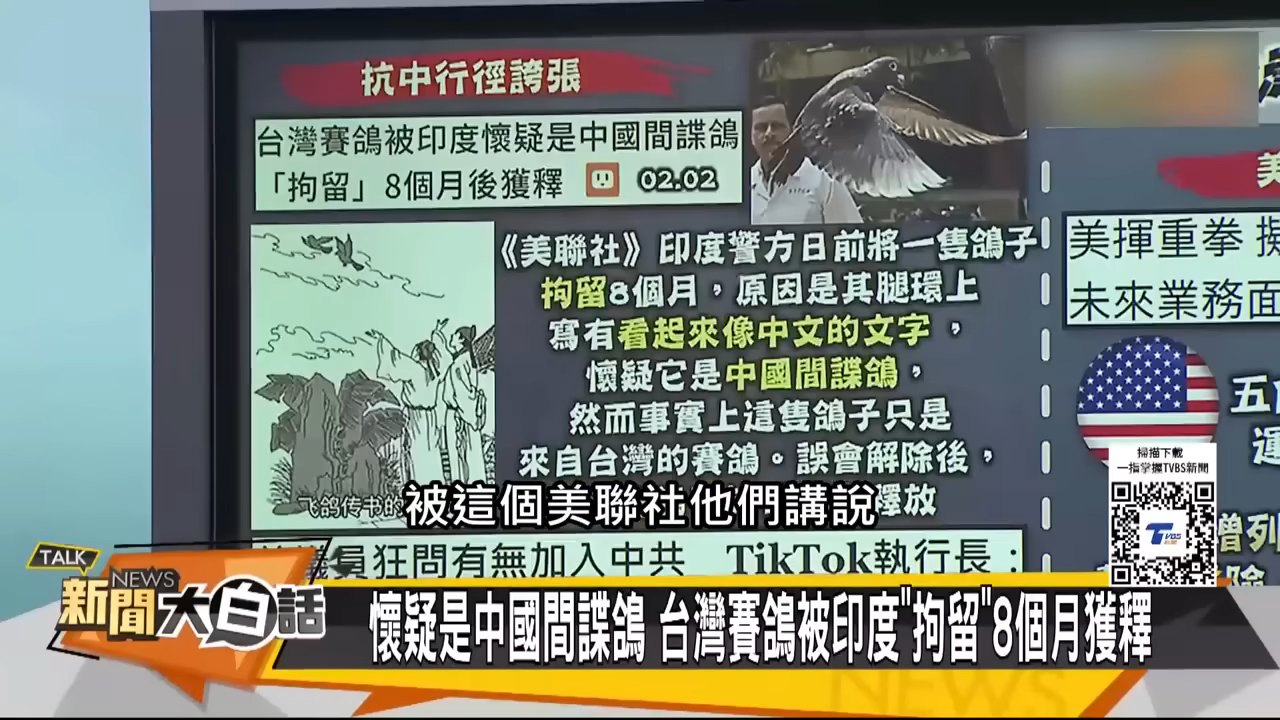 抗中行徑誇張
台灣賽鴿被印度懷疑是中國間諜鴿
「拘留」8個月後獲釋 02.02
《美聯社》印度警方日前將一隻鴿子
拘留8個月，原因是其腿環上
寫有看起來像中文的文字，
懷疑它是中國間諜鴿，
然而事實上這隻鴿子只是
來自台灣的賽鴿。誤會解除後，
釋放
飞鸽传书的
被這個美聯社他們講說
議員狂問有無加入中共 TikTok執行長：
美
美揮重拳
未來業務面
五
運
掃描下載
一指掌握TVBS新聞
TVBS
新聞
增列
TALK
NEWS
新聞大白話
懷疑是中國間諜鴿 台灣賽鴿被印度"拘留"8個月獲釋
NEWS